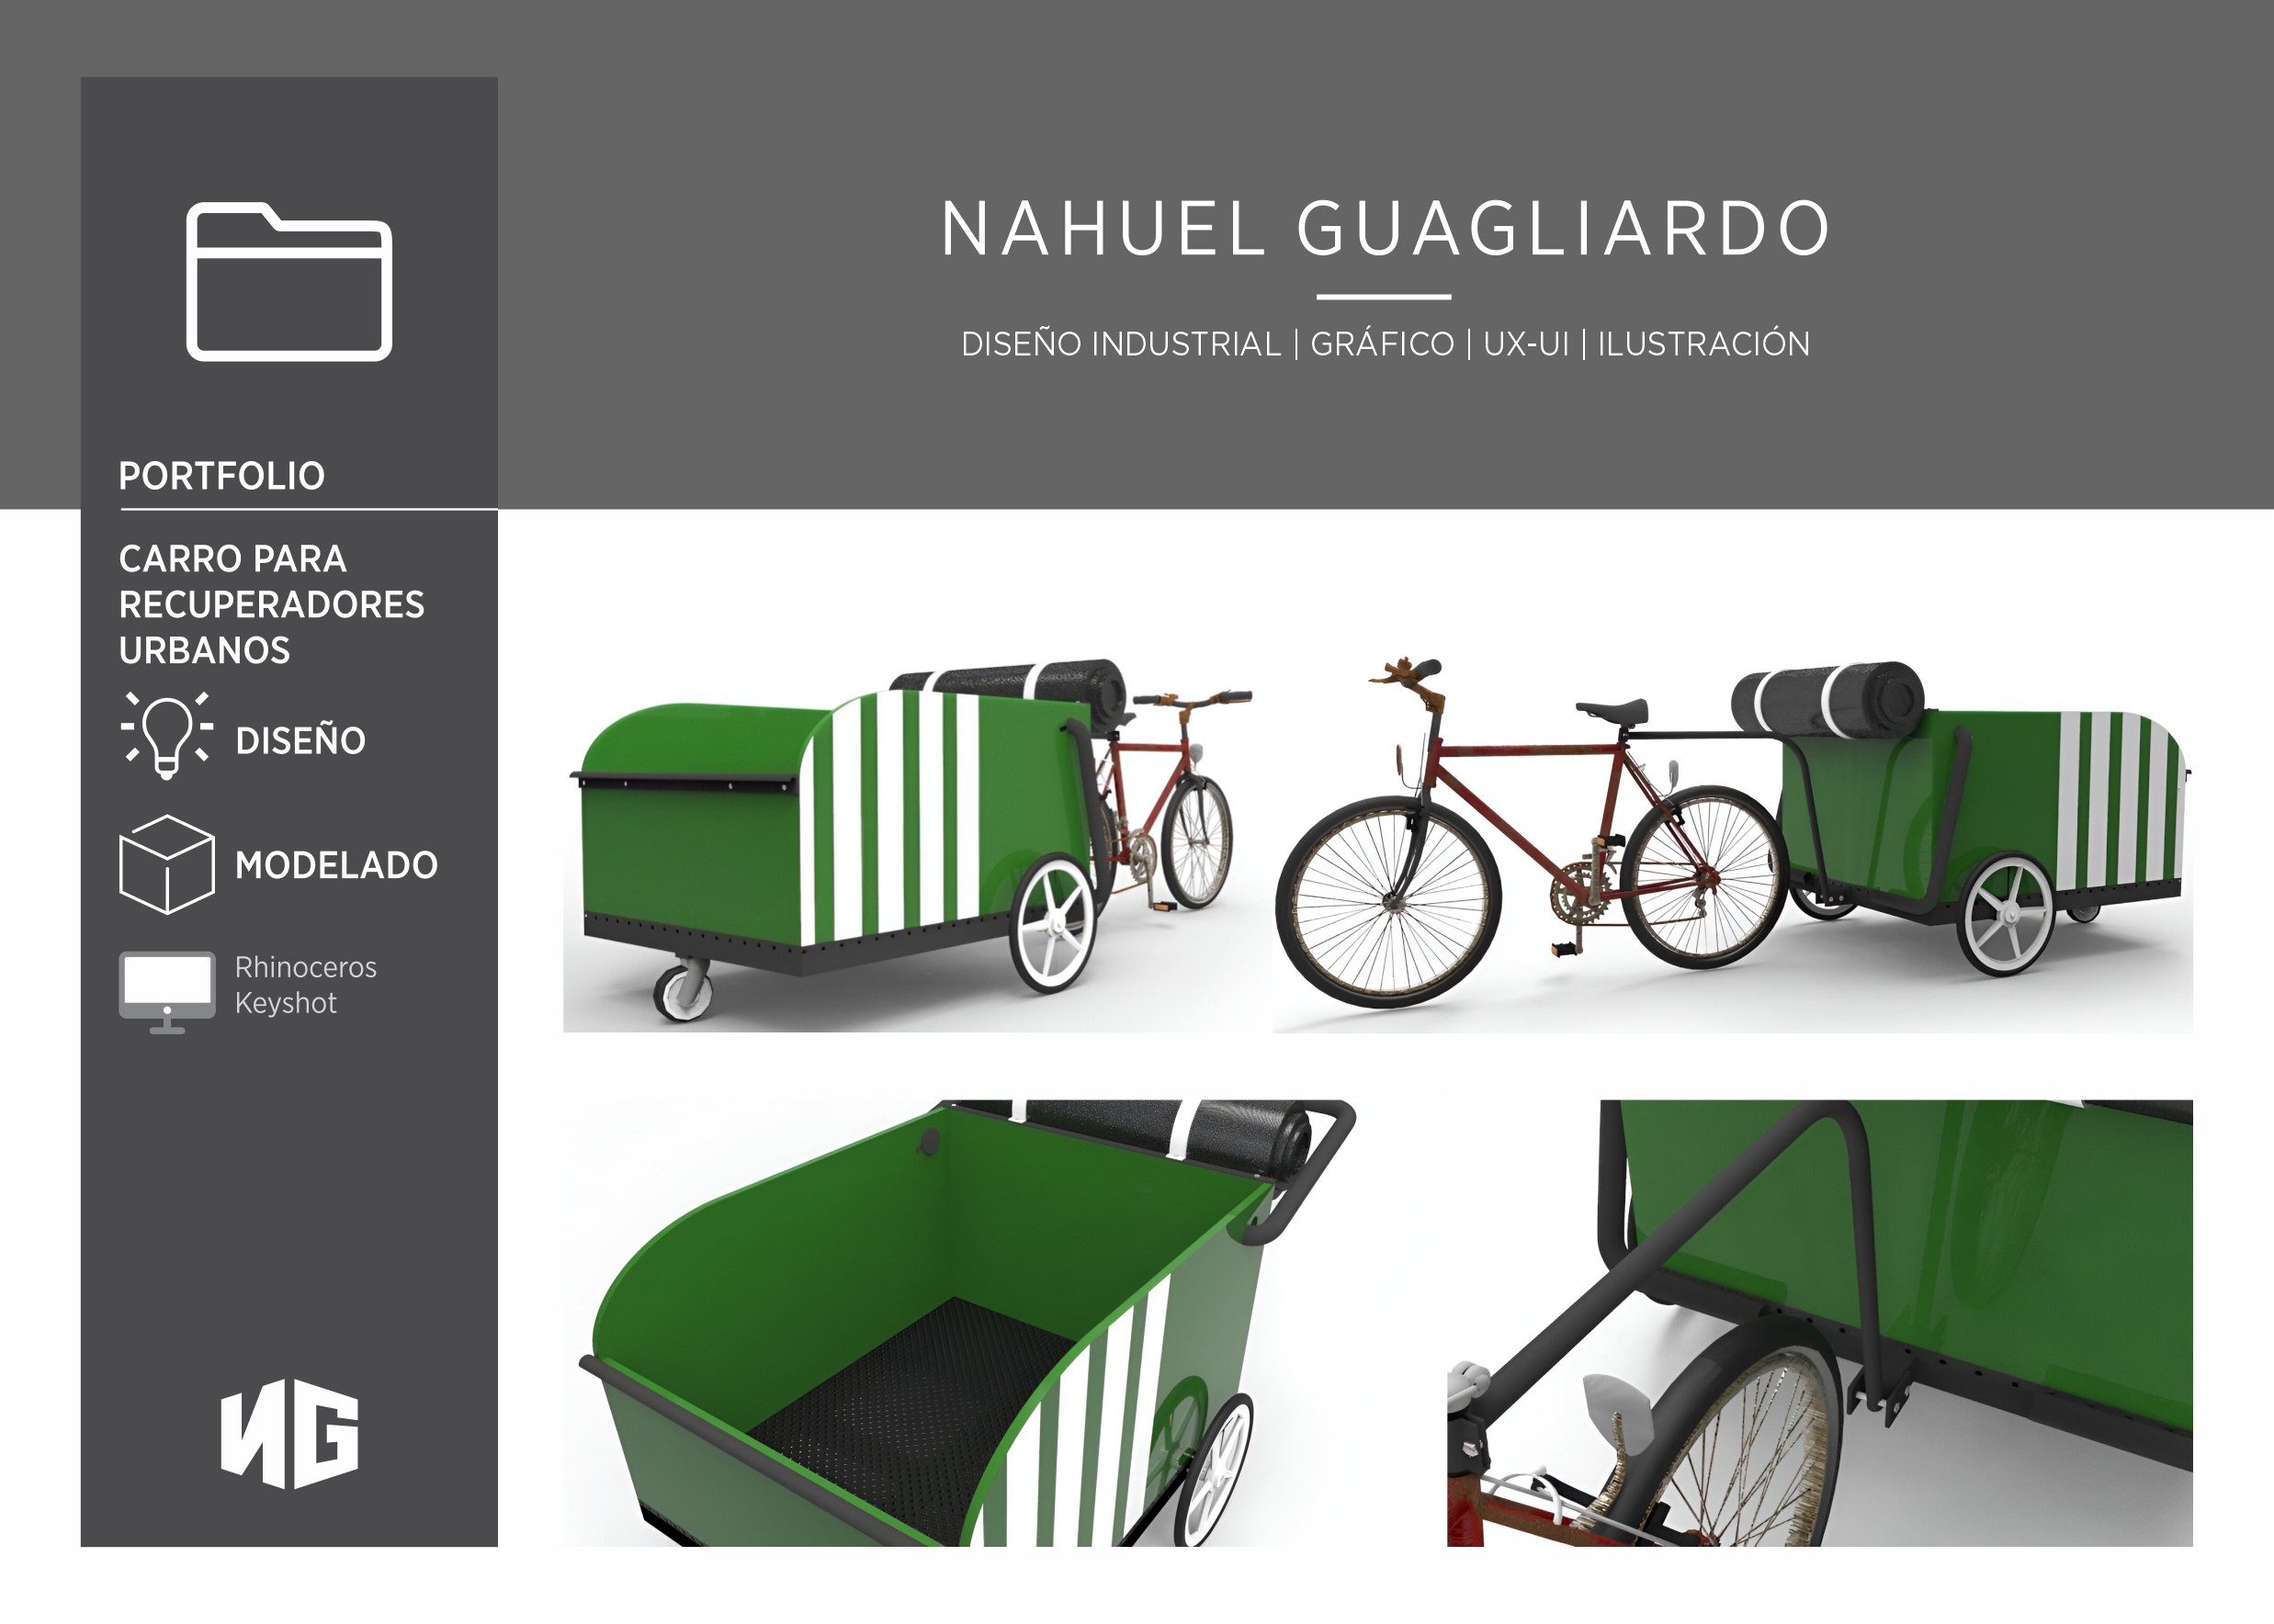 NAHUEL GUAGLIARDO
DISEÑO INDUSTRIAL | GRÁFICO | UX-UI | ILUSTRACIÓN
PORTFOLIO
CARRO PARA
RECUPERADORES
URBANOS
DISEÑO
MODELADO
Rhinoceros
Keyshot
NG